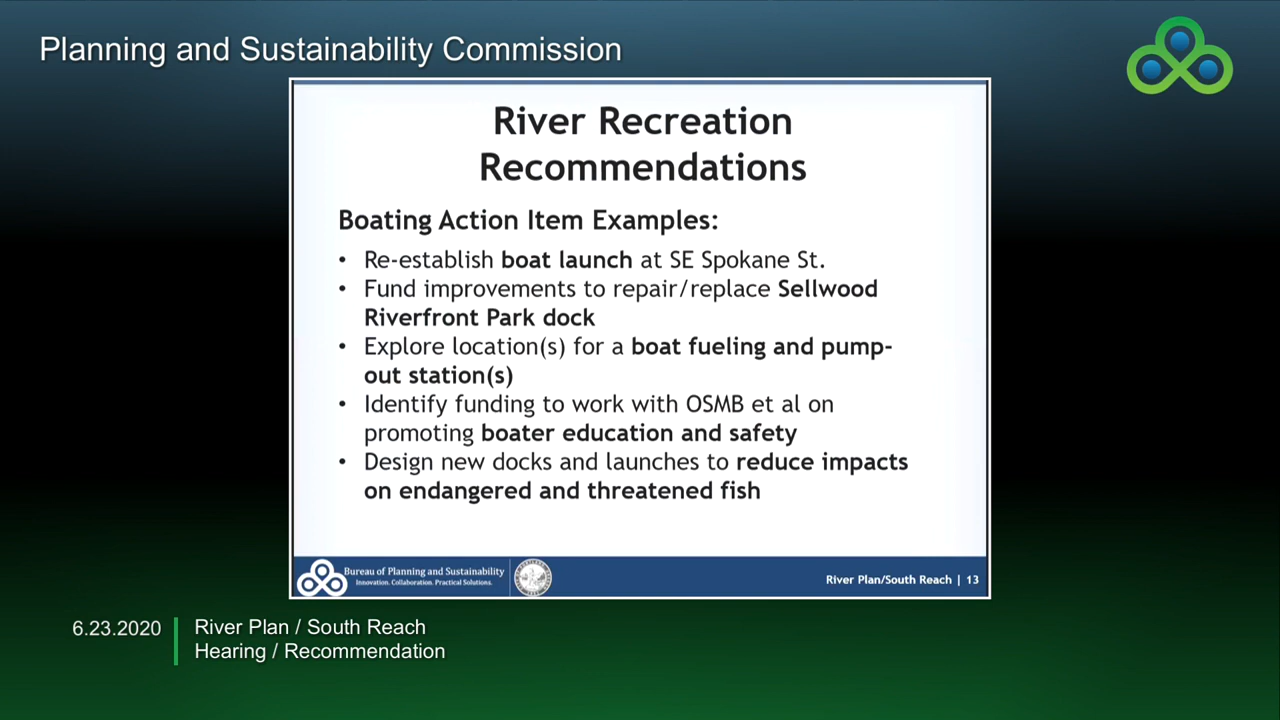 Planning and Sustainability Commission
River Recreation
Recommendations
Boating Action Item Examples:
• Re-establish boat launch at SE Spokane St.
• Fund improvements to repair/replace Sellwood
Riverfront Park dock
• Explore location(s) for a boat fueling and pump-
out station(s)
• Identify funding to work with OSMB et al on
promoting boater education and safety
• Design new docks and launches to reduce impacts
on endangered and threatened fish
Bureau of Planning and Sustainability
Innovation. Collaboration. Practical Solutions.
River Plan/South Reach | 13
6.23.2020
River Plan / South Reach
Hearing / Recommendation